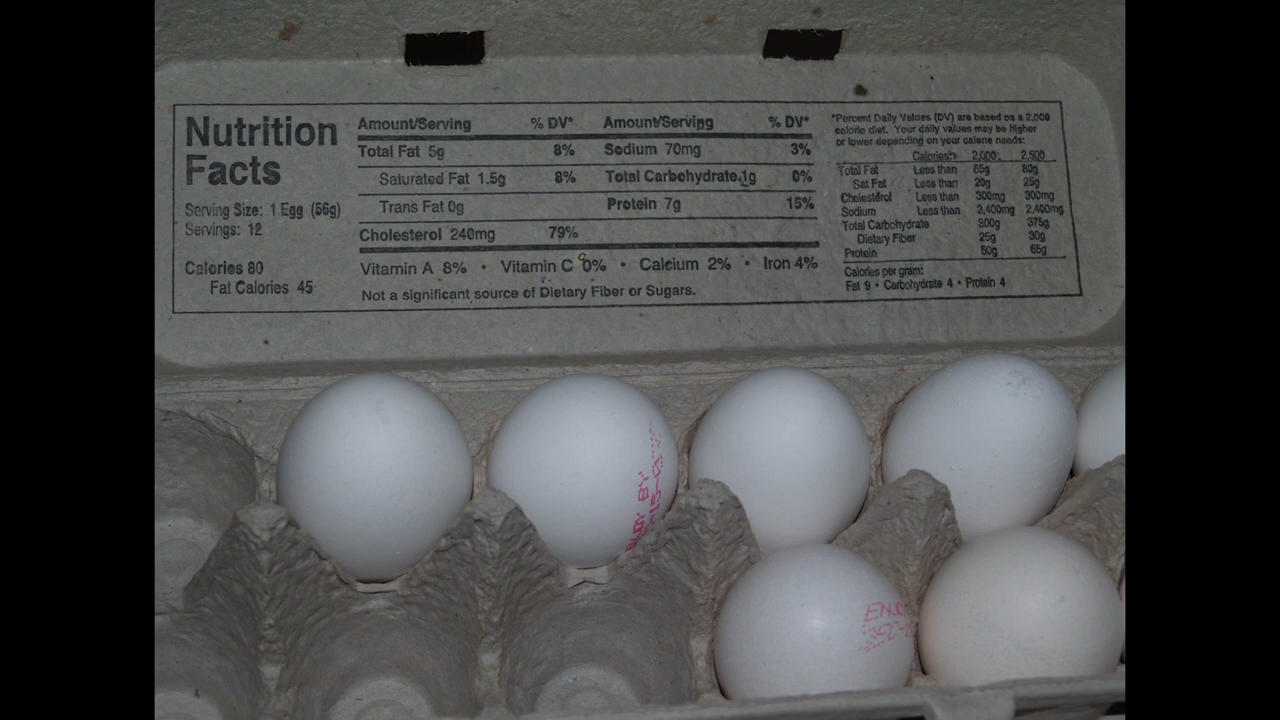 Nutrition
Facts
Serving Size: 1 Egg (56g)
Servings: 12
Calories 80
Fat Calories 45
Amount/Serving % DV*
Total Fat 5g 8%
Saturated Fat 1.5g 8%
Trans Fat 0g
Cholesterol 240mg 79%
Amount/Serving % DV*
Sodium 70mg 3%
Total Carbohydrate 1g 0%
Protein 7g 15%
Vitamin A 8% • Vitamin C 0% • Calcium 2% • Iron 4%
Not a significant source of Dietary Fiber or Sugars.
*Percent Daily Values (DV) are based on a 2,000
calorie diet. Your daily values may be higher
or lower depending on your calorie needs:
Calories: 2,000 2,500
Total Fat Less than 65g 80g
Sat Fat Less than 20g 25g
Cholesterol Less than 300mg 300mg
Sodium Less than 2,400mg 2,400mg
Total Carbohydrate 300g 375g
Dietary Fiber 25g 30g
Protein 50g 65g
Calories per gram:
Fat 9 • Carbohydrate 4 • Protein 4
BY